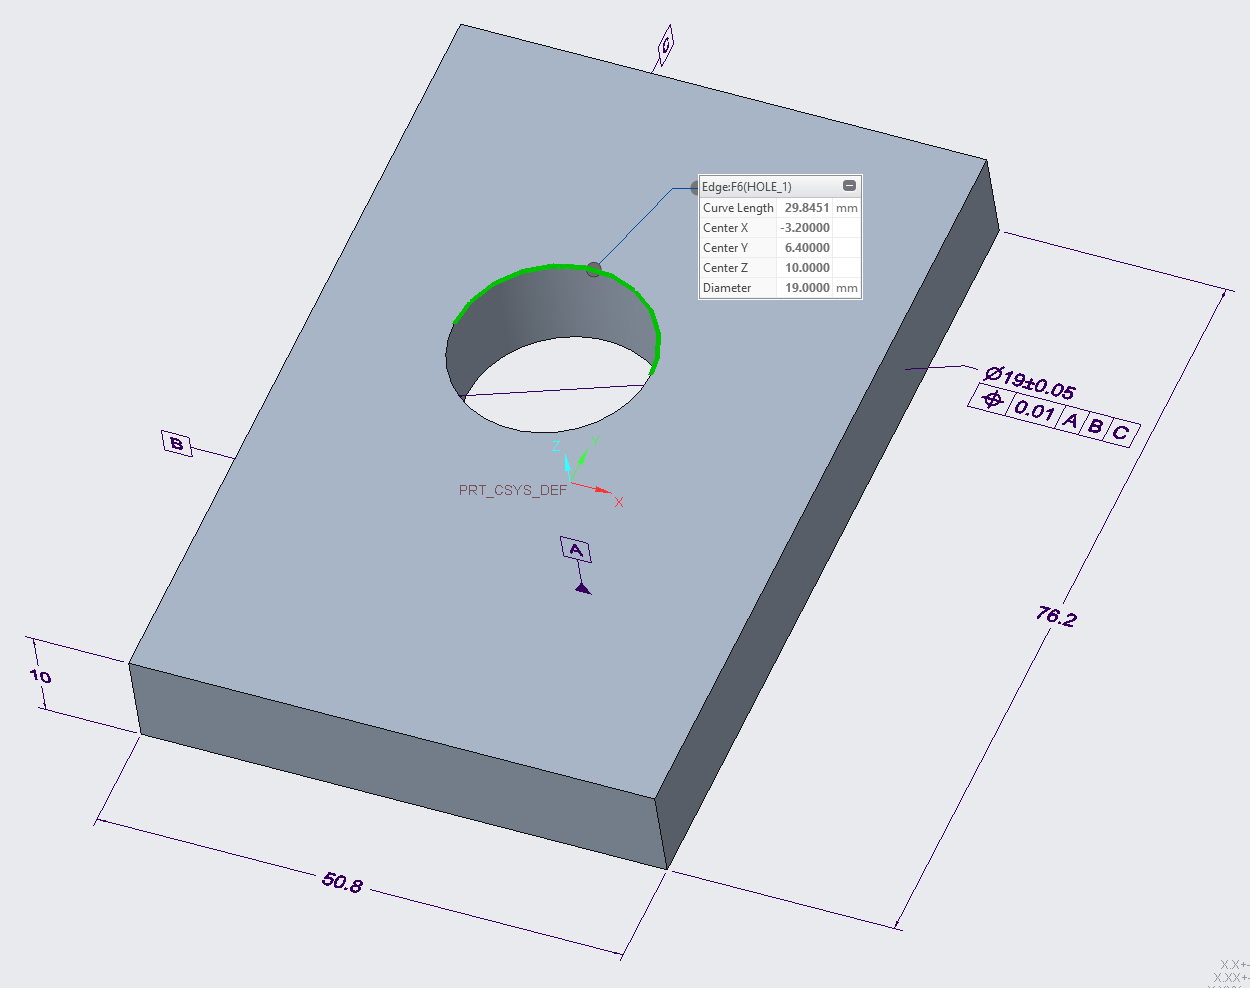 C
Edge:F6(HOLE_1)
Curve Length 29.8451 mm
Center X -3.20000
Center Y 6.40000
Center Z 10.0000
Diameter 19.0000 mm
⌀19±0.05
⌖ 0.01 A B C
B
Z Y
PRT_CSYS_DEF
X
A
76.2
10
50.8
X.X+-
X.XX+-